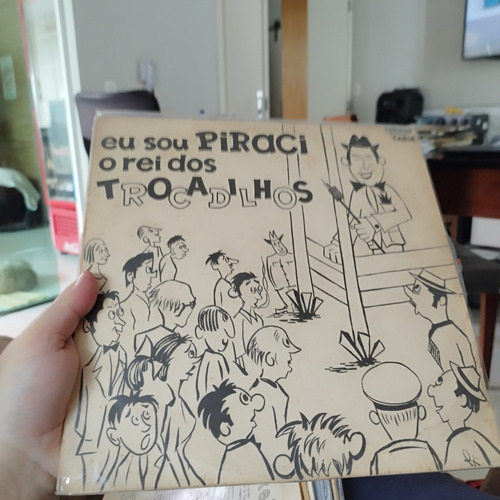 eu sou PiRACi
o rei dos
TROCADILHOS